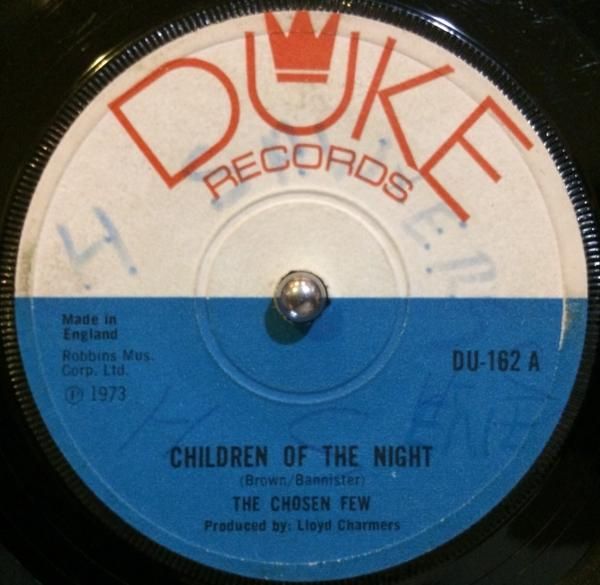 DUKE
RECORDS
H
Made in
England
Robbins Mus.
Corp. Ltd.
Ⓟ 1973
DU-162 A
CHILDREN OF THE NIGHT
(Brown/Bannister)
THE CHOSEN FEW
Produced by: Lloyd Charmers